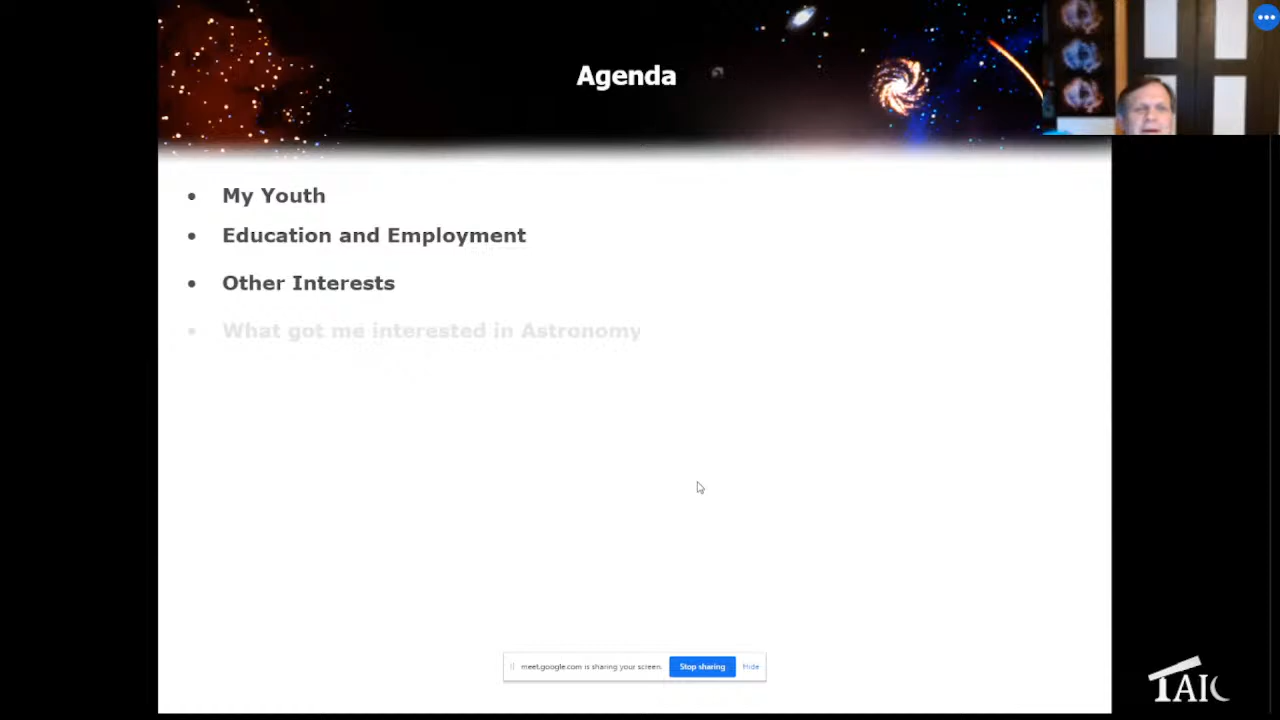 Agenda
• My Youth
• Education and Employment
• Other Interests
• What got me interested in Astronomy
meet.google.com is sharing your screen.
Stop sharing
Hide
TAIC